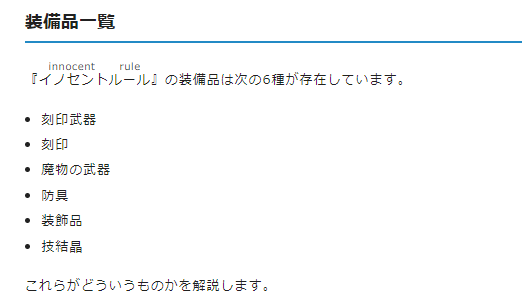 装備品一覧
innocent rule
『イノセントルール』の装備品は次の6種が存在しています。
刻印武器
刻印
廃物の武器
防具
装飾品
技結晶
これらがどういうものかを解説します。